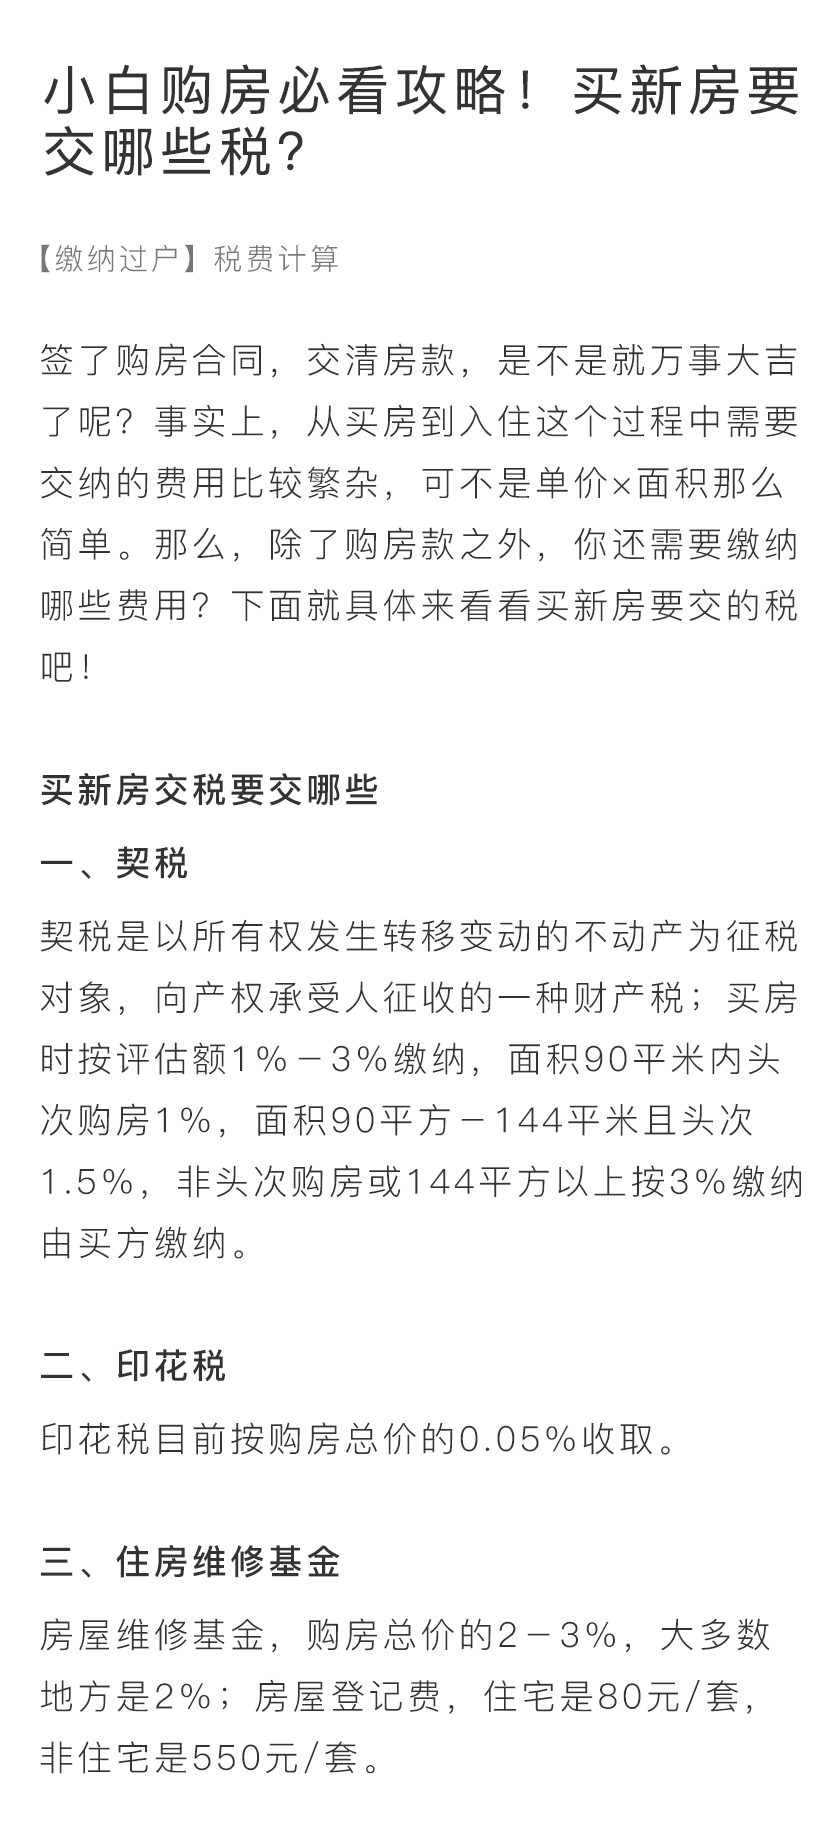 小白购房必看攻略！买新房要
交哪些税？
【缴纳过户】税费计算
签了购房合同，交清房款，是不是就万事大吉
了呢？事实上，从买房到入住这个过程中需要
交纳的费用比较繁杂，可不是单价×面积那么
简单。那么，除了购房款之外，你还需要缴纳
哪些费用？下面就具体来看看买新房要交的税
吧！
买新房交税要交哪些
一、契税
契税是以所有权发生转移变动的不动产为征税
对象，向产权承受人征收的一种财产税；买房
时按评估额1%－3%缴纳，面积90平米内头
次购房1%，面积90平方－144平米且头次
1.5%，非头次购房或144平方以上按3%缴纳
由买方缴纳。
二、印花税
印花税目前按购房总价的0.05%收取。
三、住房维修基金
房屋维修基金，购房总价的2－3%，大多数
地方是2%；房屋登记费，住宅是80元/套，
非住宅是550元/套。